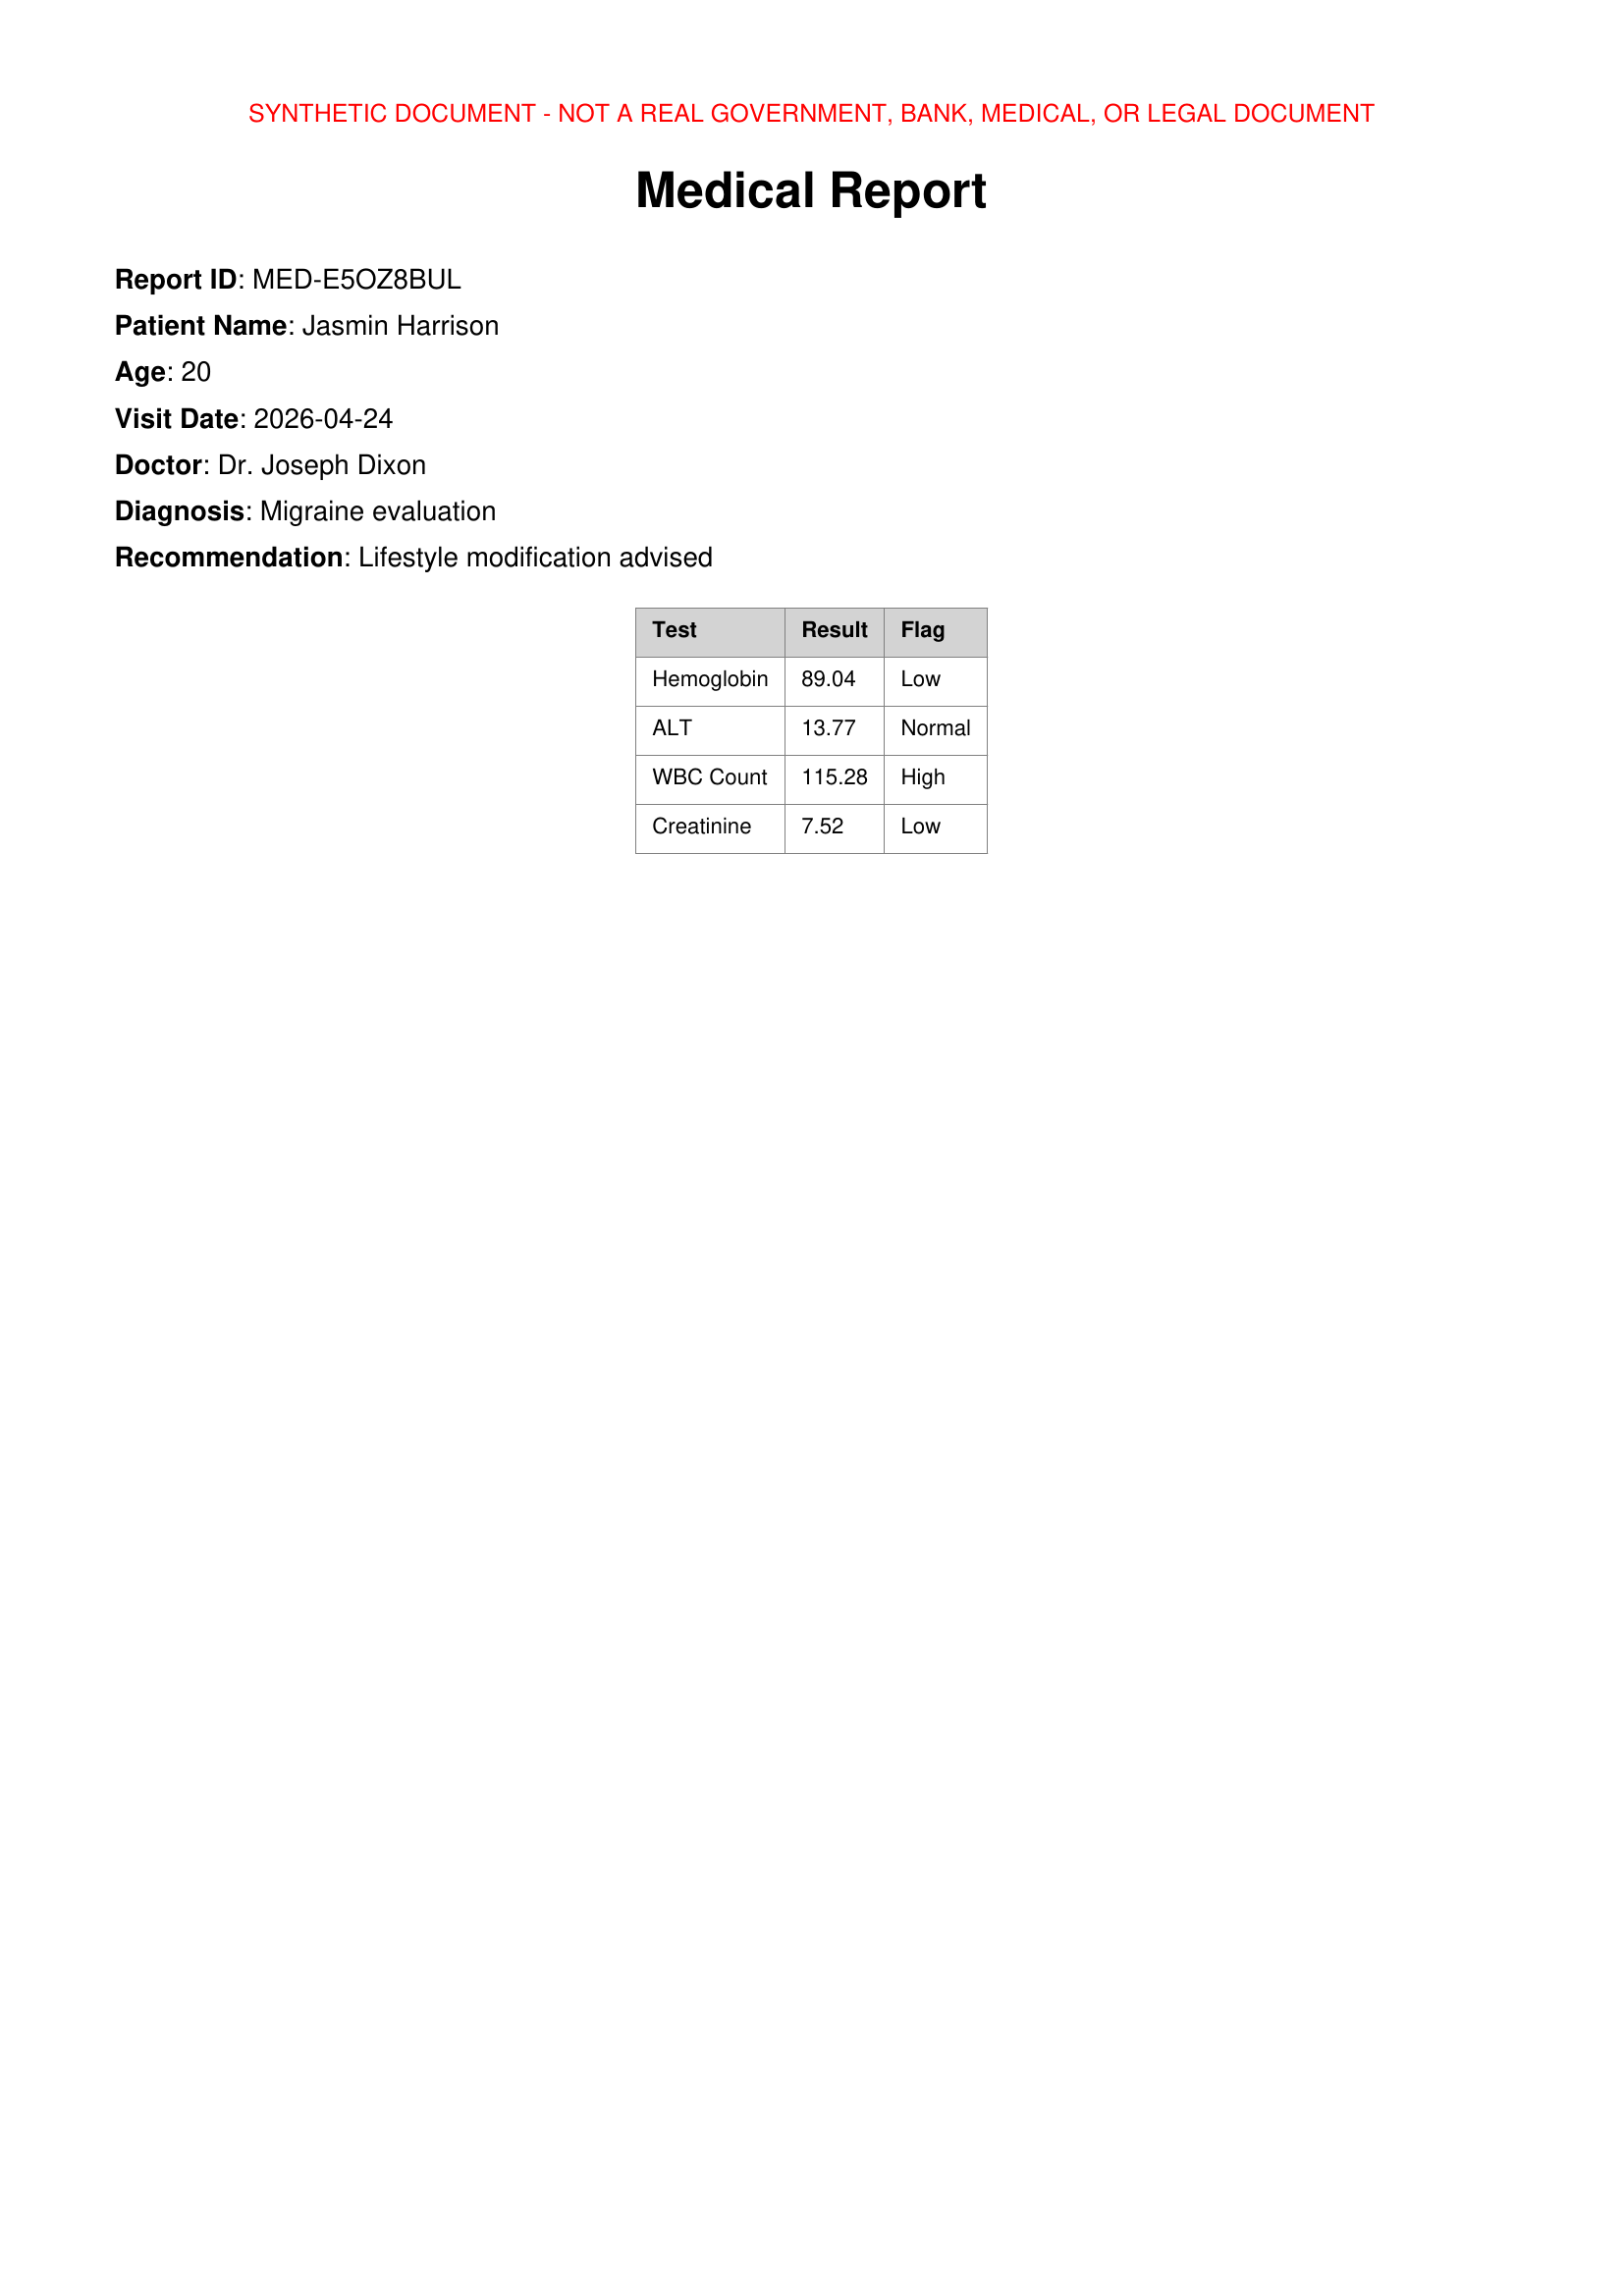 SYNTHETIC DOCUMENT - NOT A REAL GOVERNMENT, BANK, MEDICAL, OR LEGAL DOCUMENT
Medical Report
Report ID: MED-E5OZ8BUL
Patient Name: Jasmin Harrison
Age: 20
Visit Date: 2026-04-24
Doctor: Dr. Joseph Dixon
Diagnosis: Migraine evaluation
Recommendation: Lifestyle modification advised
Test Result Flag
Hemoglobin 89.04 Low
ALT 13.77 Normal
WBC Count 115.28 High
Creatinine 7.52 Low